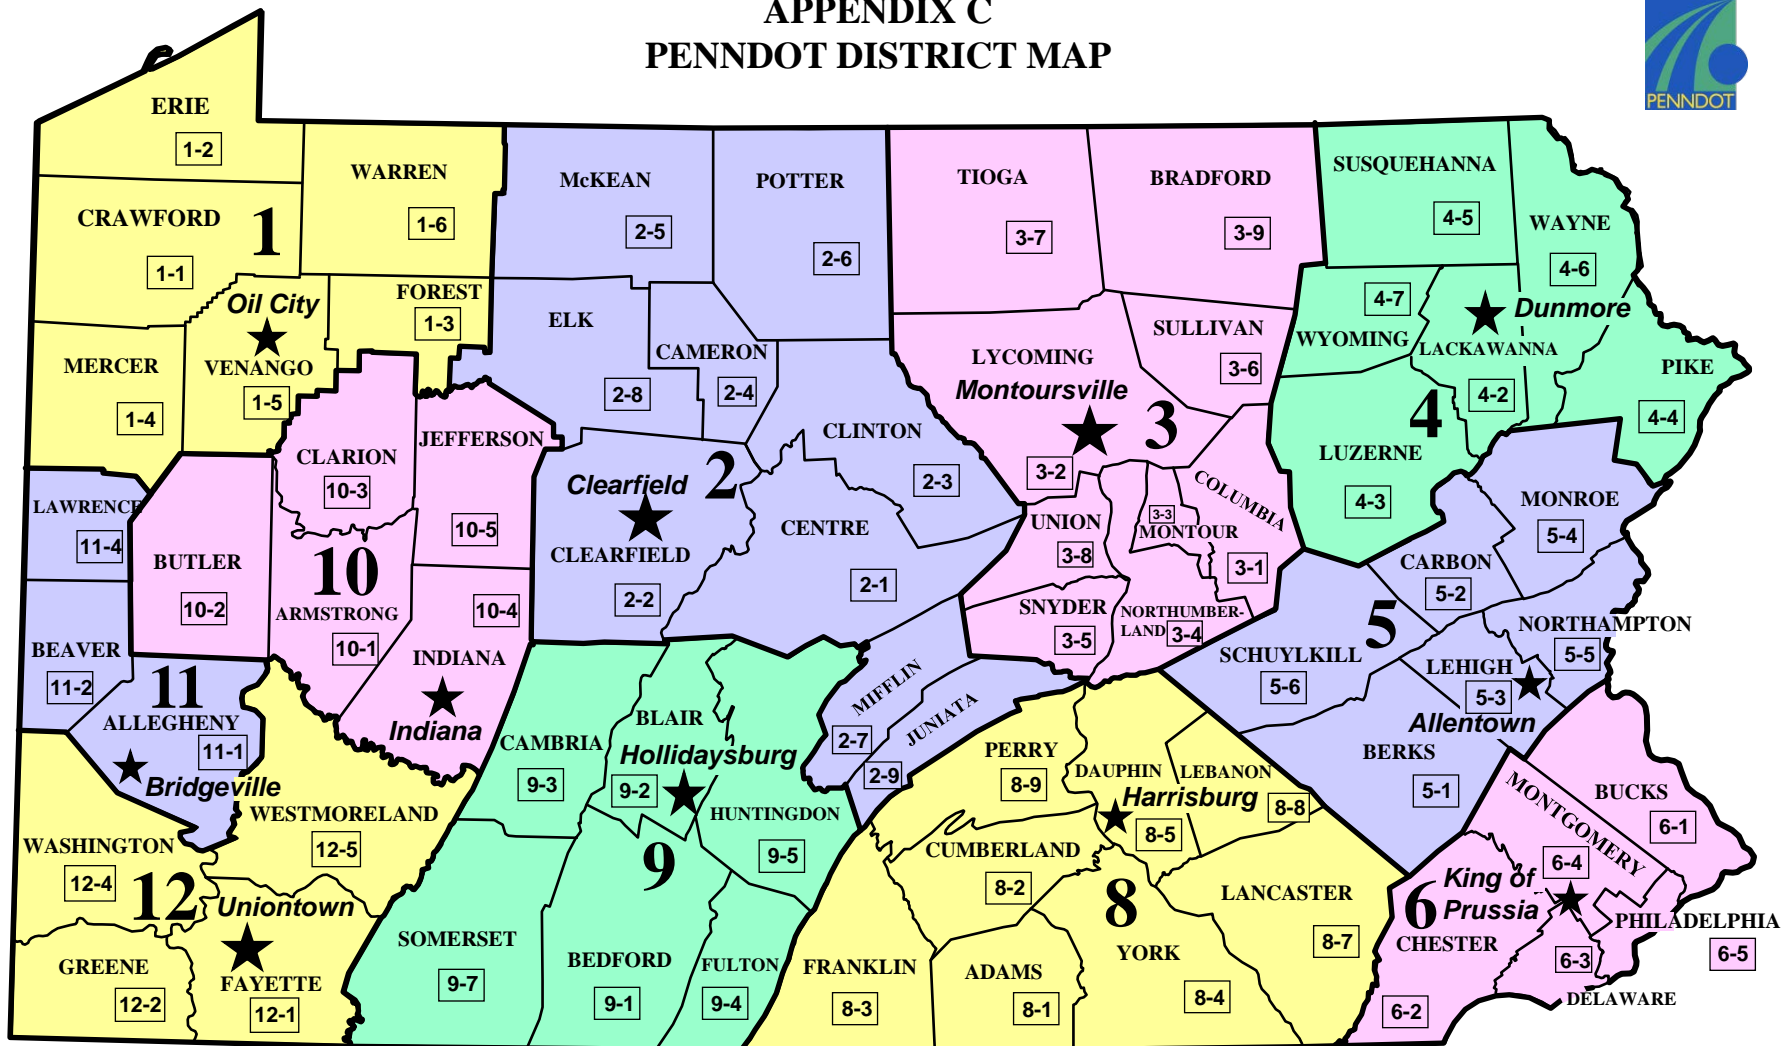 APPENDIX C
PENNDOT DISTRICT MAP
PENNDOT
ERIE
1-2
WARREN
1-6
CRAWFORD
1
1-1
Oil City
FOREST
1-3
MERCER
1-4
VENANGO
1-5
McKEAN
2-5
POTTER
2-6
ELK
2-8
CAMERON
2-4
CLINTON
2-3
Clearfield
2
CLEARFIELD
2-2
CENTRE
2-1
MIFFLIN
2-7
JUNIATA
2-9
TIOGA
3-7
BRADFORD
3-9
LYCOMING
Montoursville
3
3-2
SULLIVAN
3-6
COLUMBIA
3-1
UNION
3-8
3-3
MONTOUR
SNYDER
3-5
NORTHUMBER-
LAND
3-4
SUSQUEHANNA
4-5
WAYNE
4-6
4-7
WYOMING
Dunmore
LACKAWANNA
4-2
PIKE
4-4
4
LUZERNE
4-3
MONROE
5-4
CARBON
5-2
5
SCHUYLKILL
5-6
NORTHAMPTON
5-5
LEHIGH
5-3
Allentown
BERKS
5-1
BUCKS
6-1
MONTGOMERY
6-4
King of
Prussia
6
CHESTER
6-2
PHILADELPHIA
6-5
6-3
DELAWARE
PERRY
8-9
DAUPHIN
LEBANON
Harrisburg
8-8
8-5
CUMBERLAND
8-2
8
LANCASTER
8-7
YORK
8-4
ADAMS
8-1
FRANKLIN
8-3
CAMBRIA
9-3
BLAIR
Hollidaysburg
9-2
HUNTINGDON
9-5
9
SOMERSET
9-7
BEDFORD
9-1
FULTON
9-4
CLARION
10-3
JEFFERSON
10-5
BUTLER
10-2
10
ARMSTRONG
10-1
10-4
INDIANA
Indiana
LAWRENCE
11-4
BEAVER
11-2
11
ALLEGHENY
11-1
Bridgeville
WESTMORELAND
12-5
WASHINGTON
12-4
12
Uniontown
GREENE
12-2
FAYETTE
12-1